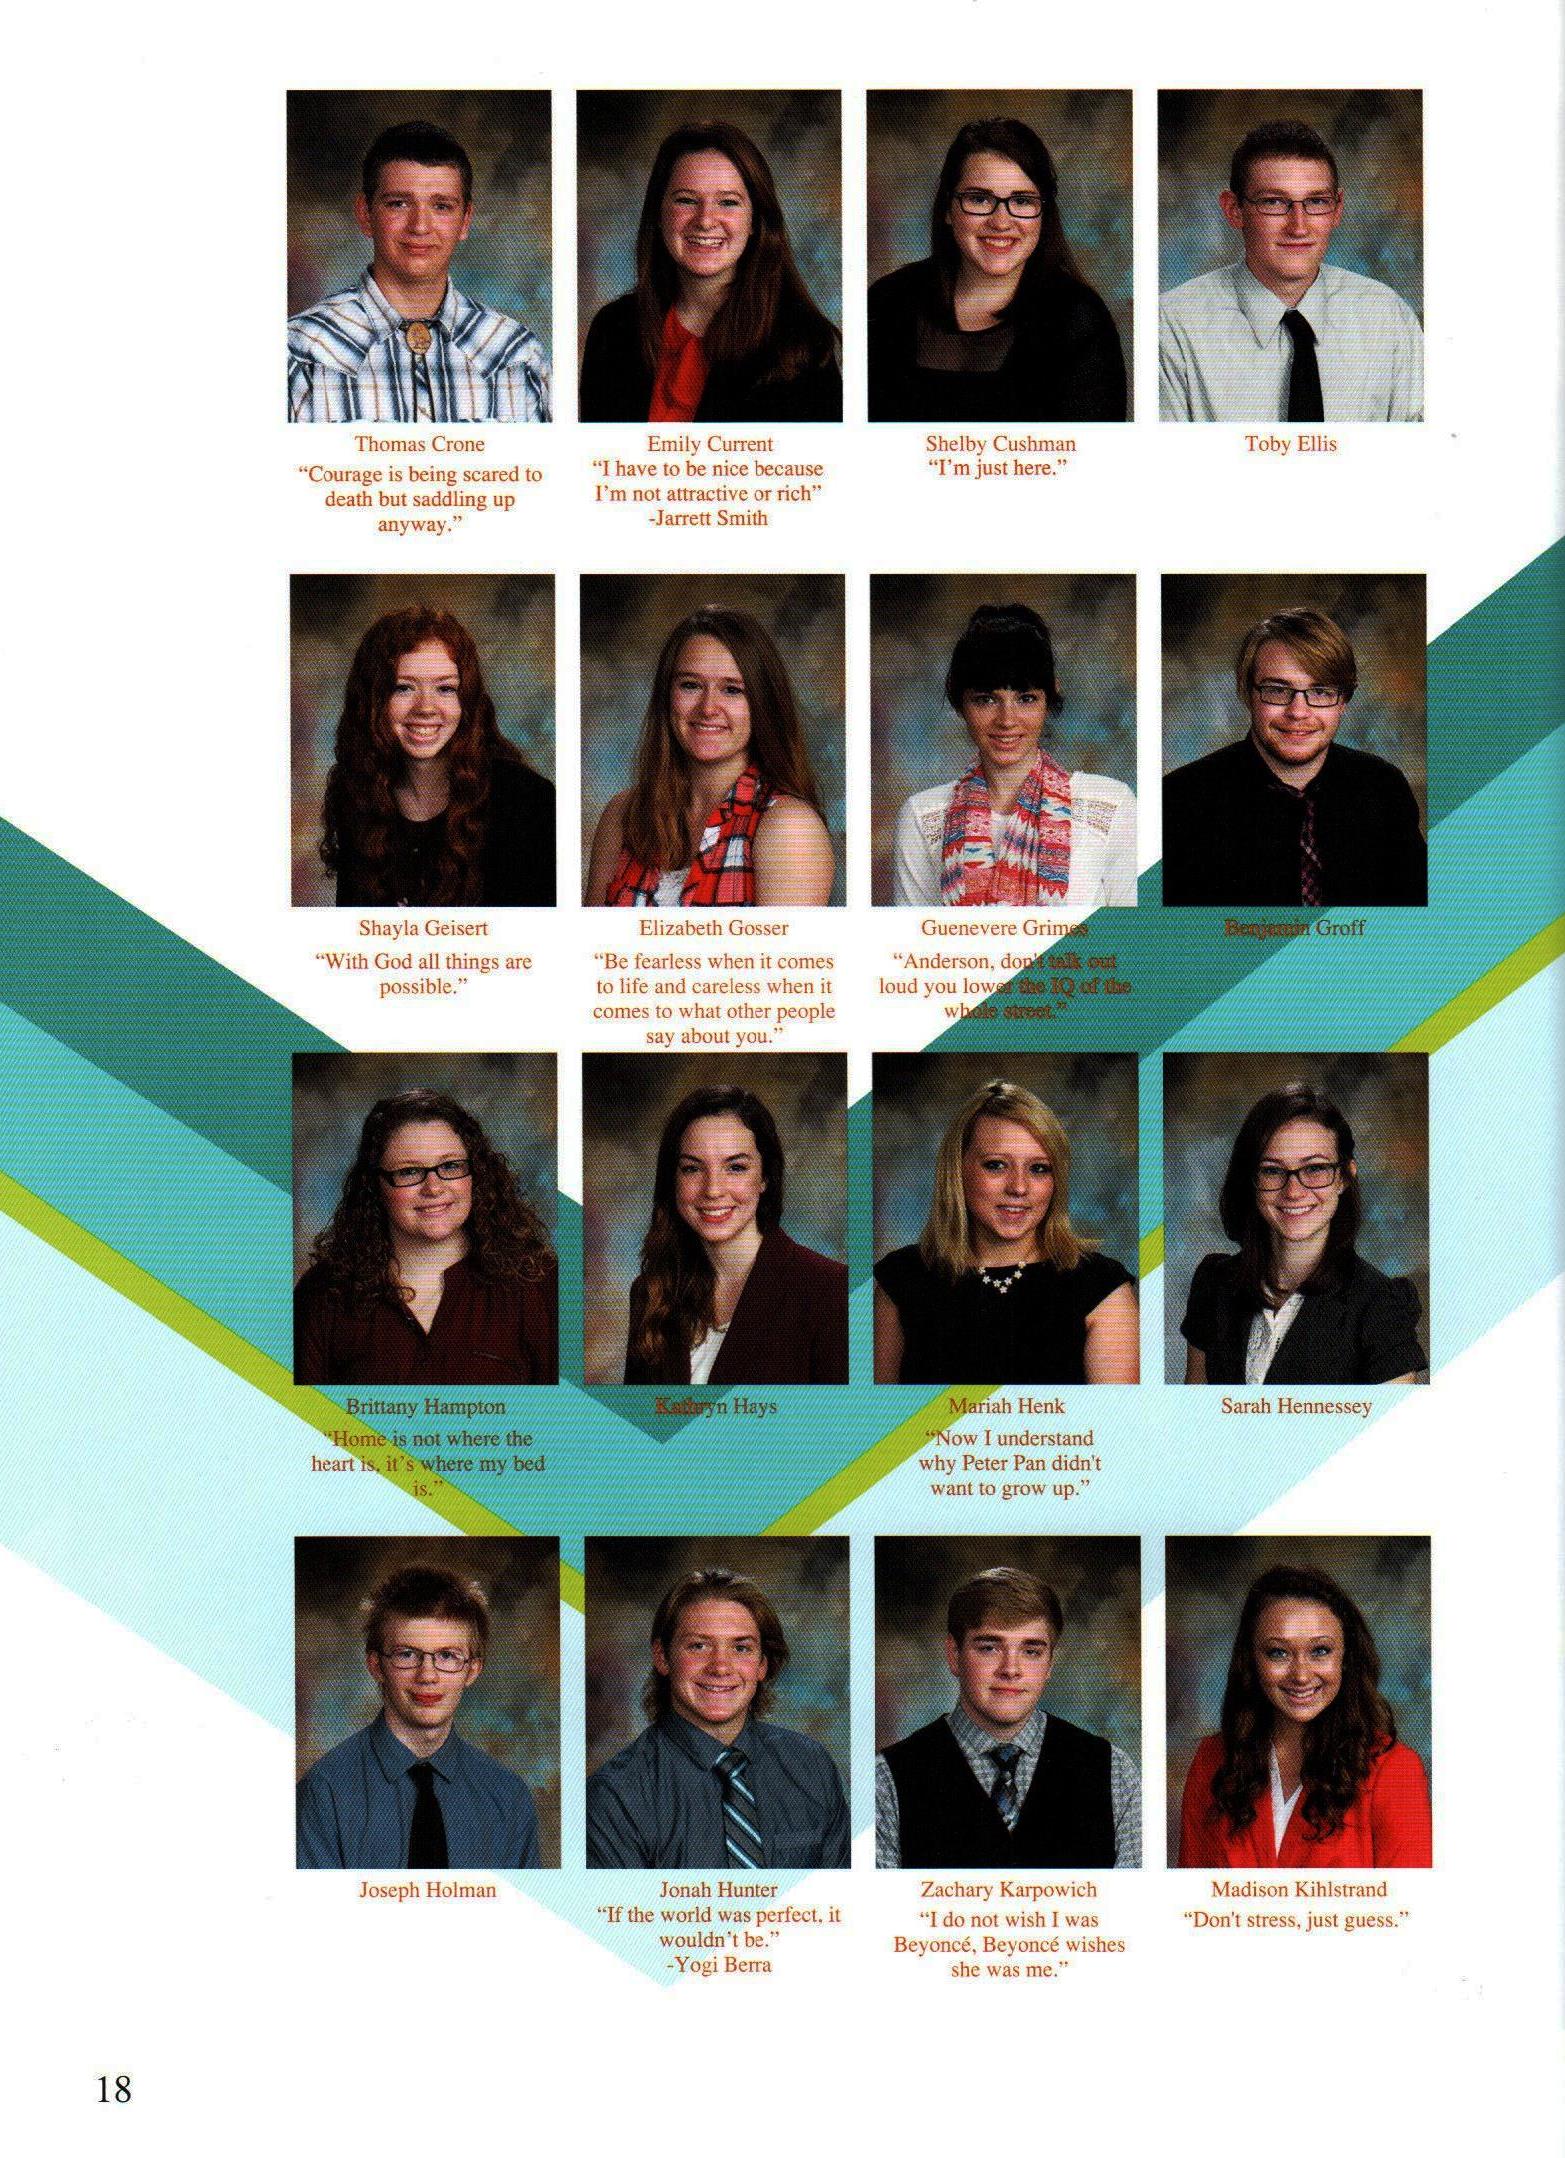 Thomas Crone
“Courage is being scared to
death but saddling up
anyway.”
Emily Current
“I have to be nice because
I’m not attractive or rich”
-Jarrett Smith
Shelby Cushman
“I’m just here.”
Toby Ellis
Shayla Geisert
“With God all things are
possible.”
Elizabeth Gosser
“Be fearless when it comes
to life and careless when it
comes to what other people
say about you.”
Guenevere Grimes
“Anderson, don't talk out
loud you lower the IQ of the
whole street.”
Benjamin Groff
Brittany Hampton
“Home is not where the
heart is, it’s where my bed
is.”
Kathryn Hays
Mariah Henk
“Now I understand
why Peter Pan didn't
want to grow up.”
Sarah Hennessey
Joseph Holman
Jonah Hunter
“If the world was perfect, it
wouldn’t be.”
-Yogi Berra
Zachary Karpowich
“I do not wish I was
Beyoncé, Beyoncé wishes
she was me.”
Madison Kihlstrand
“Don't stress, just guess.”
18